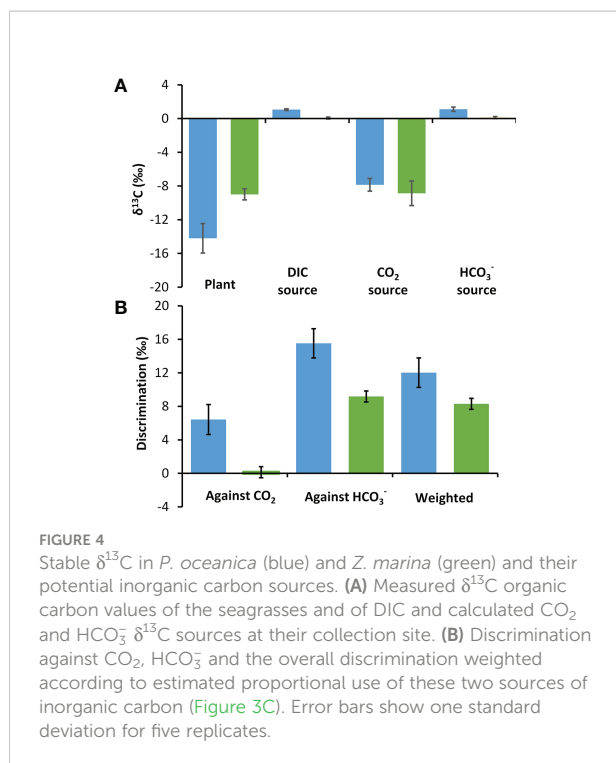 A
4
0
-4
-8
-12
-16
-20
δ¹³C (‰)
Plant
DIC source
CO₂ source
HCO₃⁻ source
B
20
16
12
8
4
0
-4
Discrimination (‰)
Against CO₂
Against HCO₃⁻
Weighted
FIGURE 4
Stable δ¹³C in P. oceanica (blue) and Z. marina (green) and their
potential inorganic carbon sources. (A) Measured δ¹³C organic
carbon values of the seagrasses and of DIC and calculated CO₂
and HCO₃⁻ δ¹³C sources at their collection site. (B) Discrimination
against CO₂, HCO₃⁻ and the overall discrimination weighted
according to estimated proportional use of these two sources of
inorganic carbon (Figure 3C). Error bars show one standard
deviation for five replicates.